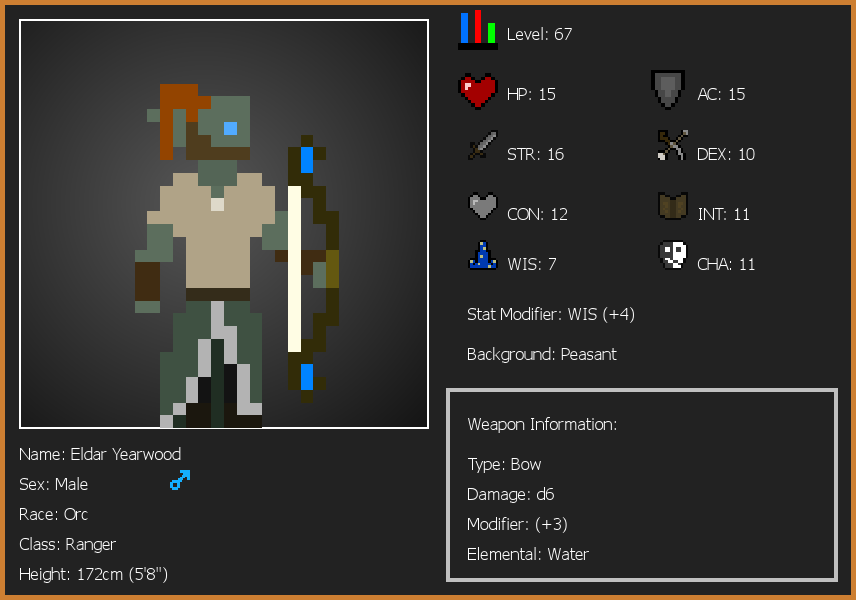 Level: 67
HP: 15
AC: 15
STR: 16
DEX: 10
CON: 12
INT: 11
WIS: 7
CHA: 11
Stat Modifier: WIS (+4)
Background: Peasant
Weapon Information:
Type: Bow
Damage: d6
Modifier: (+3)
Elemental: Water
Name: Eldar Yearwood
Sex: Male
Race: Orc
Class: Ranger
Height: 172cm (5'8")